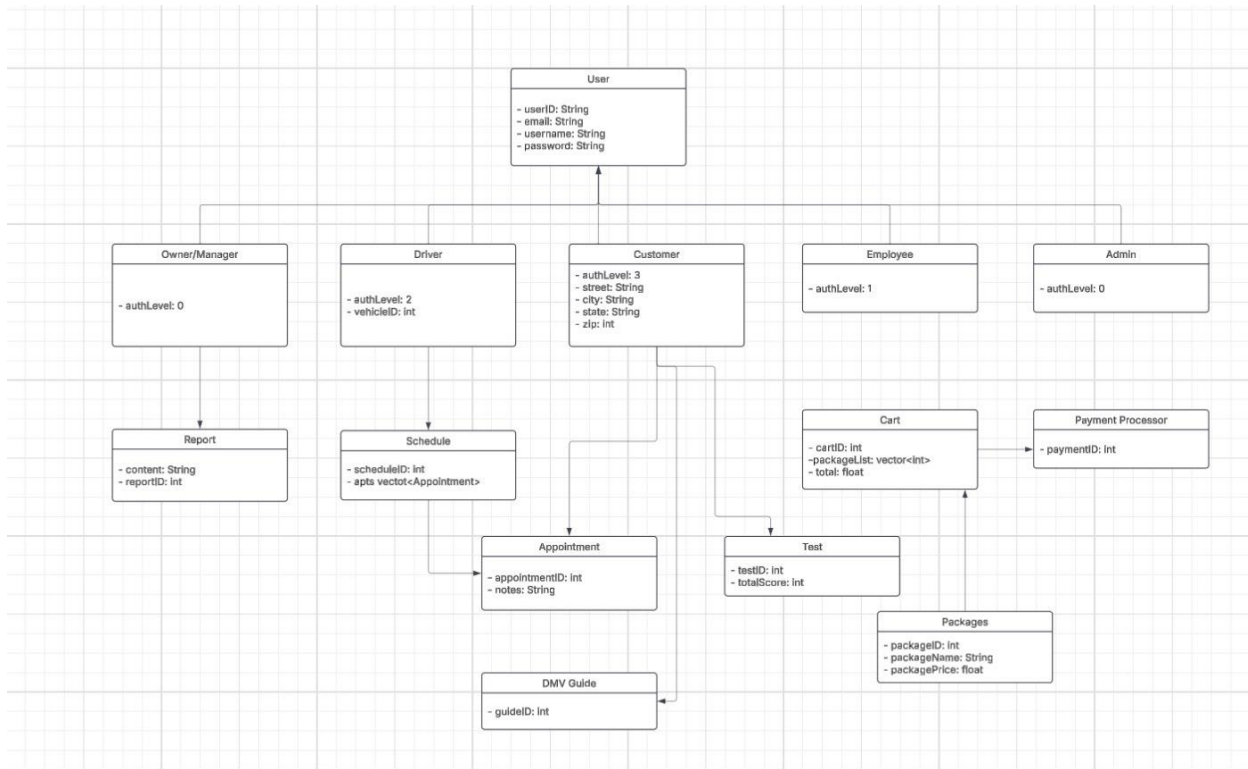 User
- userID: String
- email: String
- username: String
- password: String
Owner/Manager
- authLevel: 0
Driver
- authLevel: 2
- vehicleID: int
Customer
- authLevel: 3
- street: String
- city: String
- state: String
- zip: int
Employee
- authLevel: 1
Admin
- authLevel: 0
Report
- content: String
- reportID: int
Schedule
- scheduleID: int
- apts vectot<Appointment>
Cart
- cartID: int
-packageList: vector<int>
- total: float
Payment Processor
- paymentID: int
Appointment
- appointmentID: int
- notes: String
Test
- testID: int
- totalScore: int
Packages
- packageID: int
- packageName: String
- packagePrice: float
DMV Guide
- guideID: int